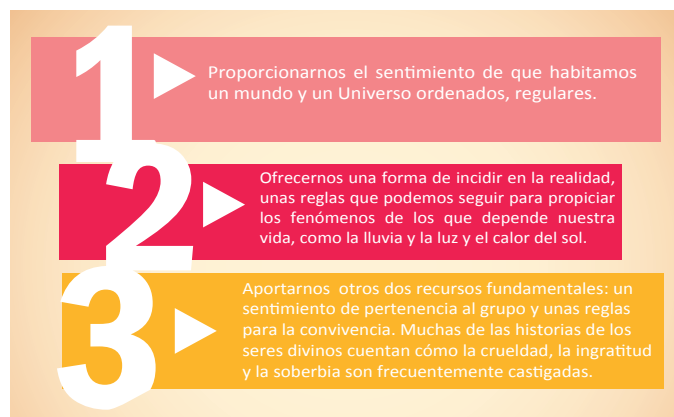 1
Proporcionarnos el sentimiento de que habitamos
un mundo y un Universo ordenados, regulares.
2
Ofrecernos una forma de incidir en la realidad,
unas reglas que podemos seguir para propiciar
los fenómenos de los que depende nuestra
vida, como la lluvia y la luz y el calor del sol.
3
Aportarnos otros dos recursos fundamentales: un
sentimiento de pertenencia al grupo y unas reglas
para la convivencia. Muchas de las historias de los
seres divinos cuentan cómo la crueldad, la ingratitud
y la soberbia son frecuentemente castigadas.